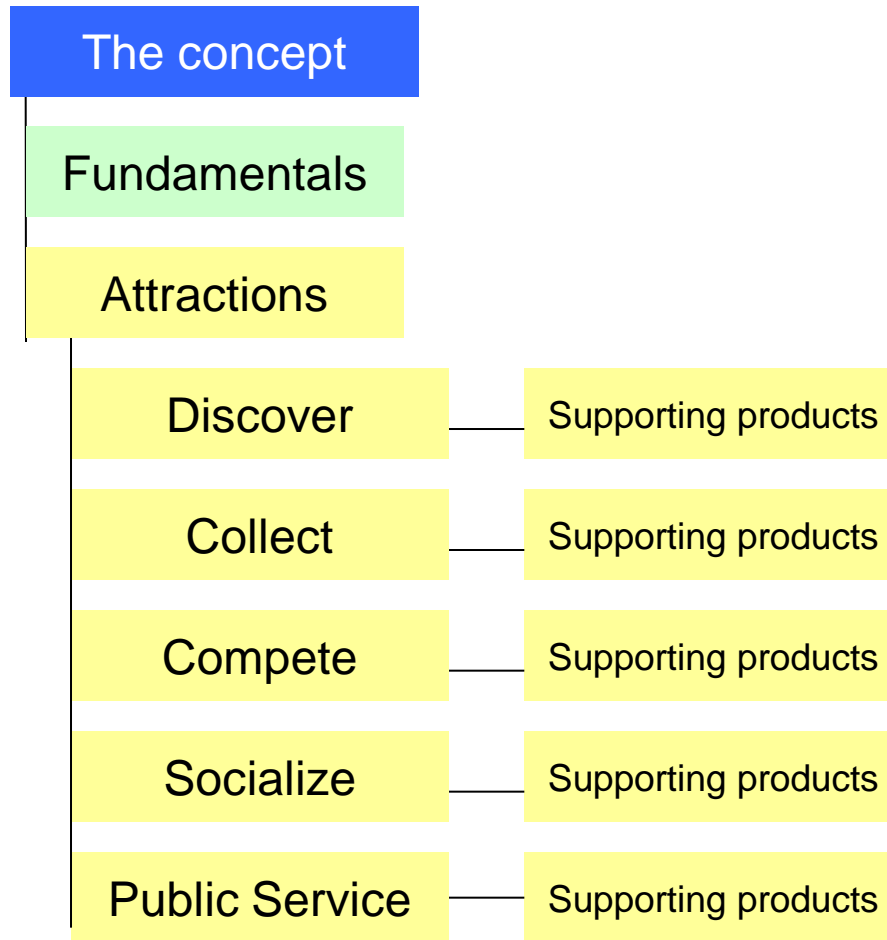 The concept
Fundamentals
Attractions
Discover
Supporting products
Collect
Supporting products
Compete
Supporting products
Socialize
Supporting products
Public Service
Supporting products